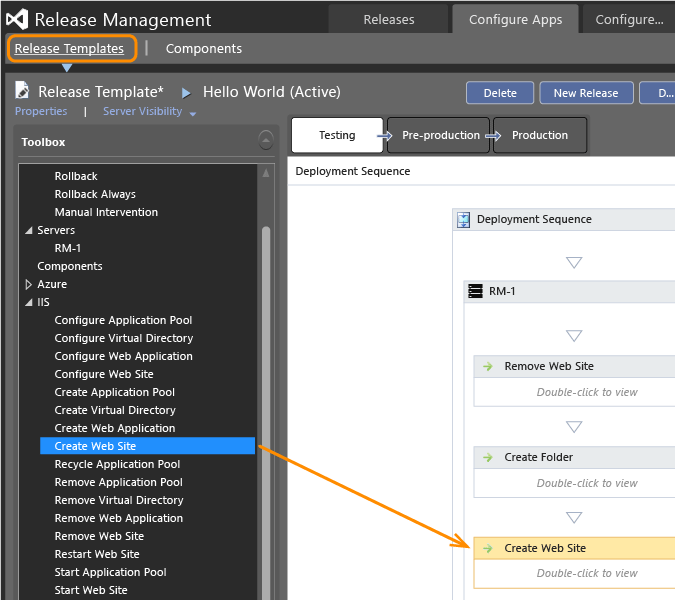 Release Management
Releases
Configure Apps
Configure...
Release Templates | Components
Release Template* Hello World (Active)
Delete
New Release
D...
Properties | Server Visibility
Toolbox
Testing
Pre-production
Production
Deployment Sequence
Rollback
Rollback Always
Manual Intervention
Servers
RM-1
Components
Azure
IIS
Configure Application Pool
Configure Virtual Directory
Configure Web Application
Configure Web Site
Create Application Pool
Create Virtual Directory
Create Web Application
Create Web Site
Recycle Application Pool
Remove Application Pool
Remove Virtual Directory
Remove Web Application
Remove Web Site
Restart Web Site
Start Application Pool
Start Web Site
Deployment Sequence
RM-1
Remove Web Site
Double-click to view
Create Folder
Double-click to view
Create Web Site
Double-click to view